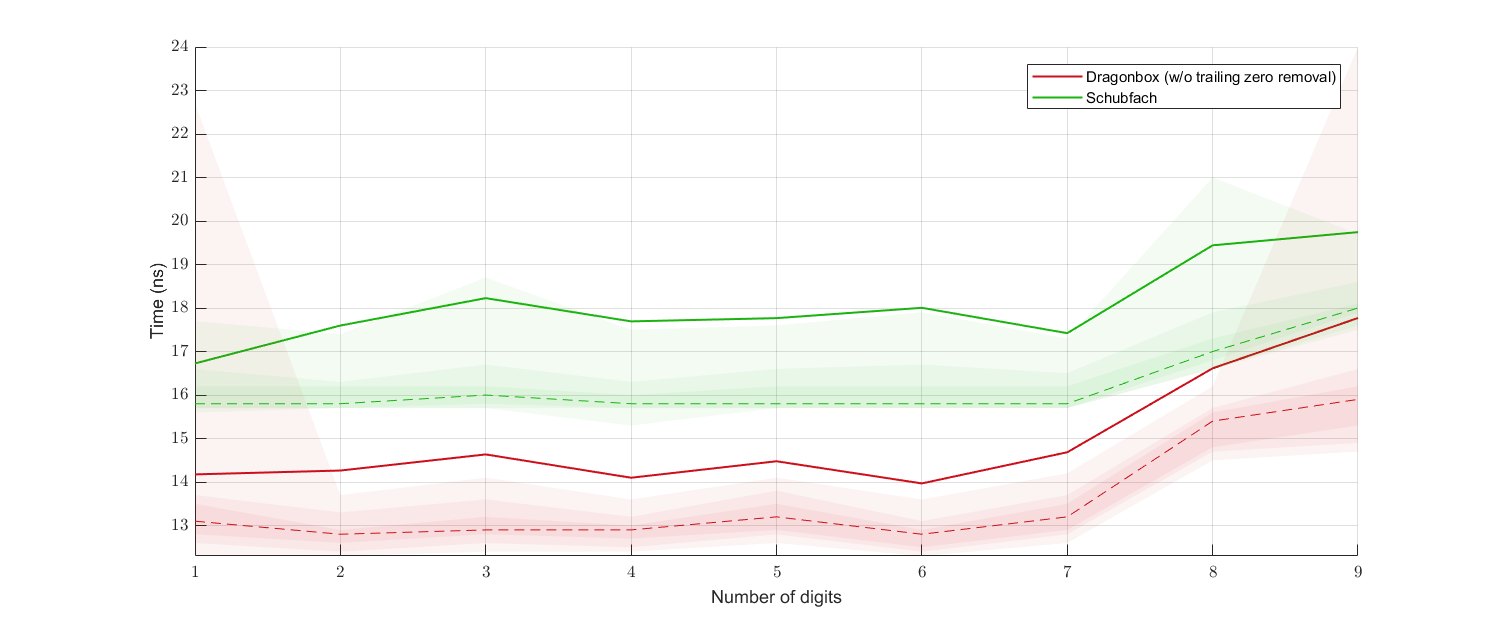 24
23
22
21
20
19
18
17
16
15
14
13
Time (ns)
Dragonbox (w/o trailing zero removal)
Schubfach
1 2 3 4 5 6 7 8 9
Number of digits